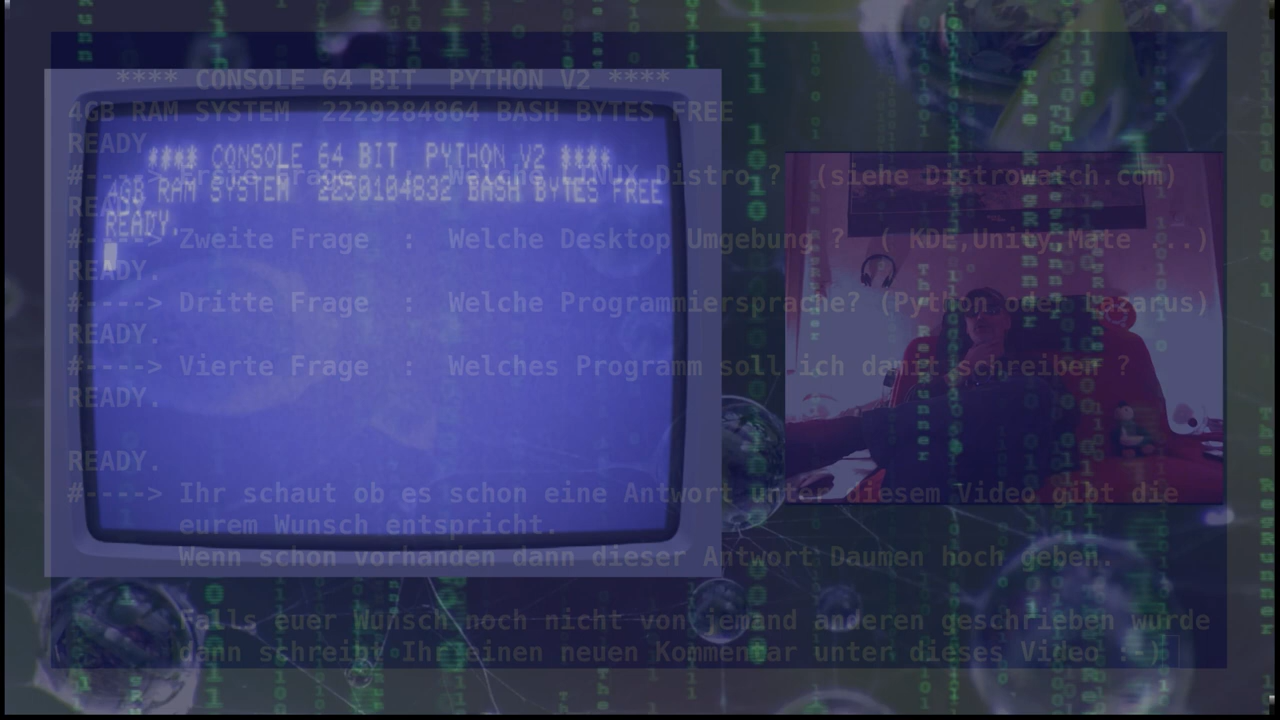 **** CONSOLE 64 BIT  PYTHON V2 ****
4GB RAM SYSTEM  2229284864 BASH BYTES FREE
READY.
**** CONSOLE 64 BIT  PYTHON V2 ****
4GB RAM SYSTEM  2250104832 BASH BYTES FREE
READY.
#----> Erste Frage : Welche LINUX Distro ? (siehe Distrowatch.com)
READY.
#----> Zweite Frage : Welche Desktop Umgebung ? ( KDE,Unity,Mate ...)
READY.
#----> Dritte Frage : Welche Programmiersprache? (Python oder Lazarus)
READY.
#----> Vierte Frage : Welches Programm soll ich damit schreiben ?
READY.
READY.
#----> Ihr schaut ob es schon eine Antwort unter diesem Video gibt die
eurem Wunsch entspricht.
Wenn schon vorhanden dann dieser Antwort Daumen hoch geben.
Falls euer Wunsch noch nicht von jemand anderen geschrieben wurde
dann schreibt Ihr einen neuen Kommentar unter dieses Video : )
The RegRunner